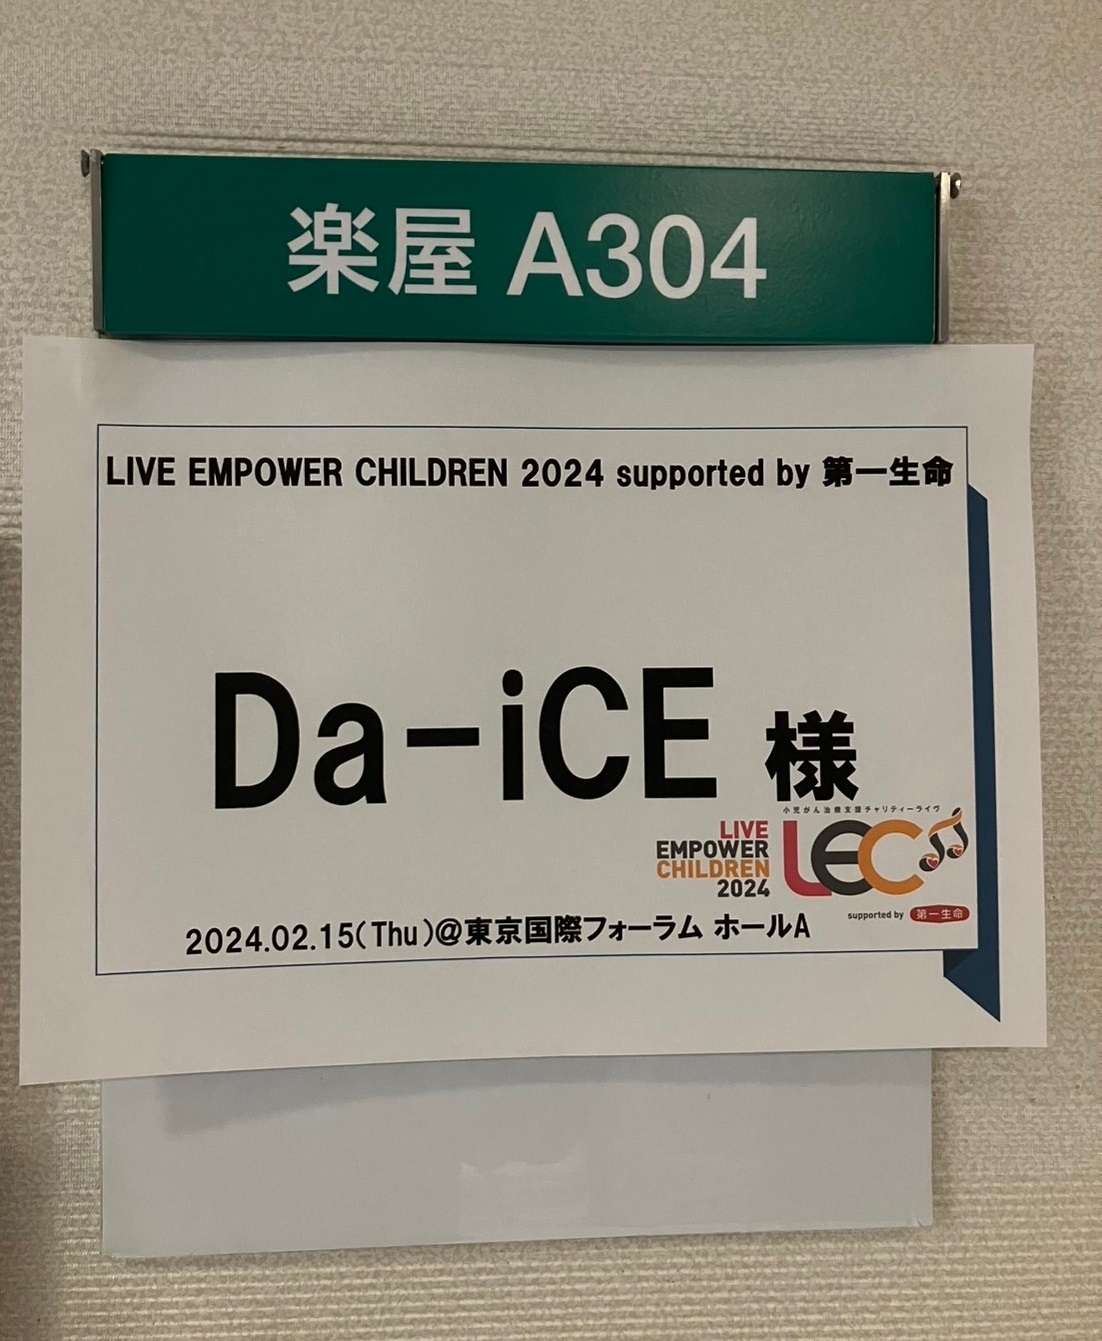 楽屋 A304
LIVE EMPOWER CHILDREN 2024 supported by 第一生命
Da-iCE 様
小児がん治療支援チャリティーライヴ
LIVE
EMPOWER
CHILDREN
2024
LEC
supported by 第一生命
2024.02.15(Thu)@東京国際フォーラム ホールA